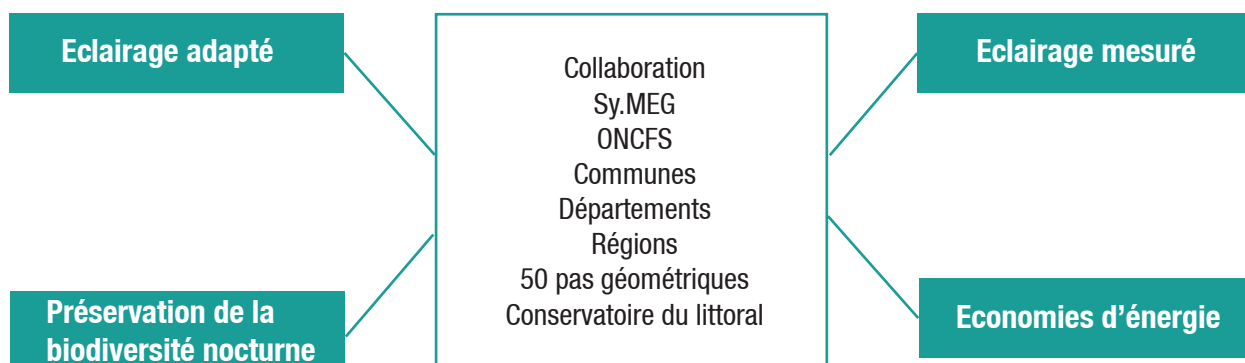 Eclairage adapté
Eclairage mesuré
Collaboration
Sy.MEG
ONCFS
Communes
Départements
Régions
50 pas géométriques
Conservatoire du littoral
Préservation de la
biodiversité nocturne
Economies d'énergie